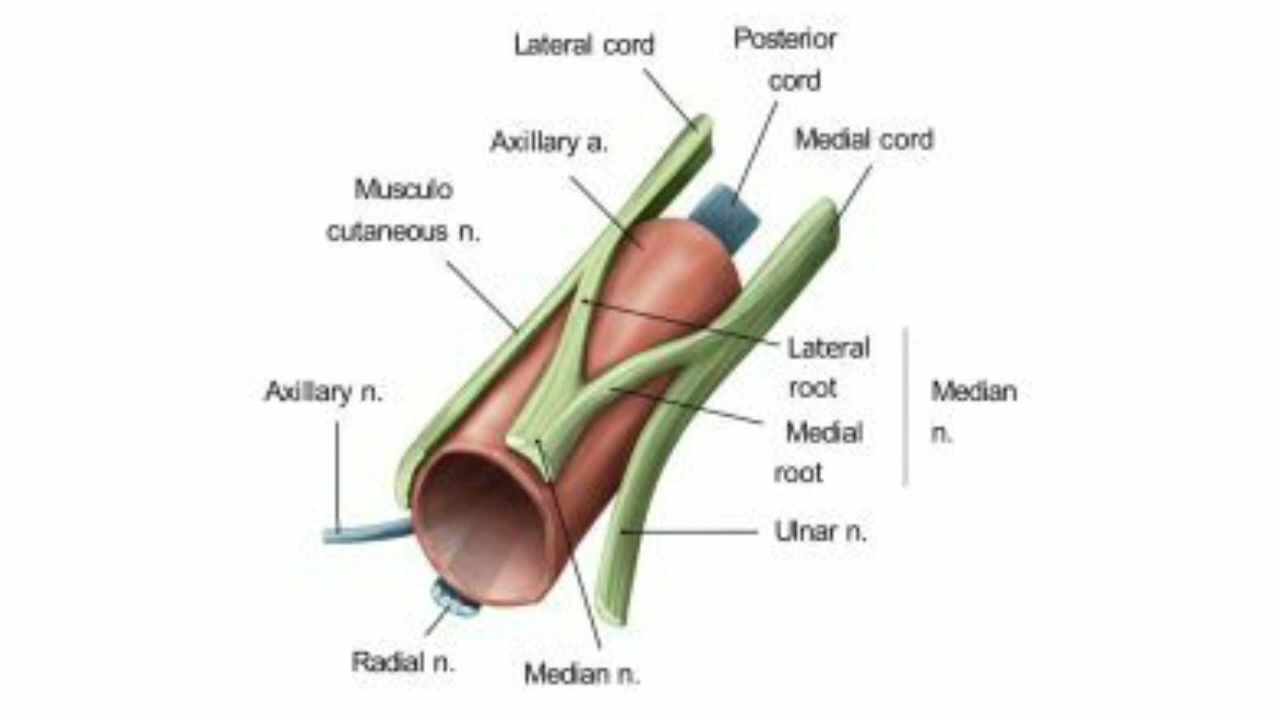 Lateral cord
Posterior
cord
Axillary a.
Medial cord
Musculo
cutaneous n.
Lateral
root
Axillary n.
Median
n.
Medial
root
Ulnar n.
Radial n.
Median n.